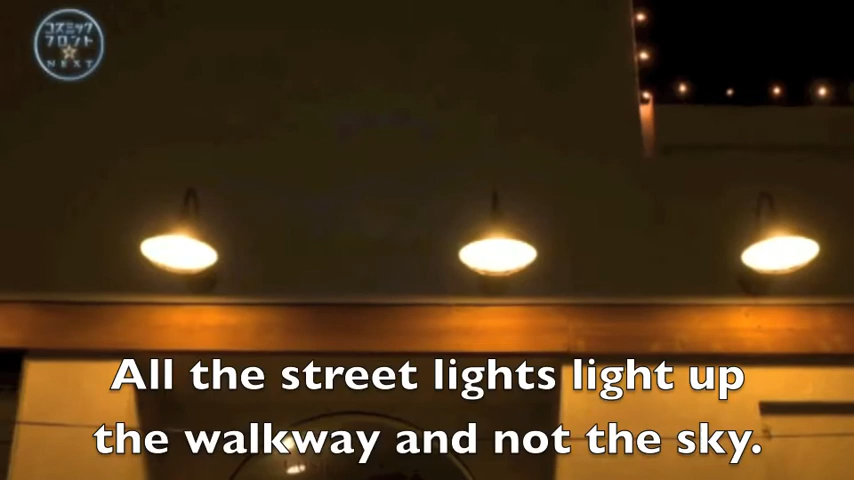 コズミック
フロント
NEXT
All the street lights light up
the walkway and not the sky.